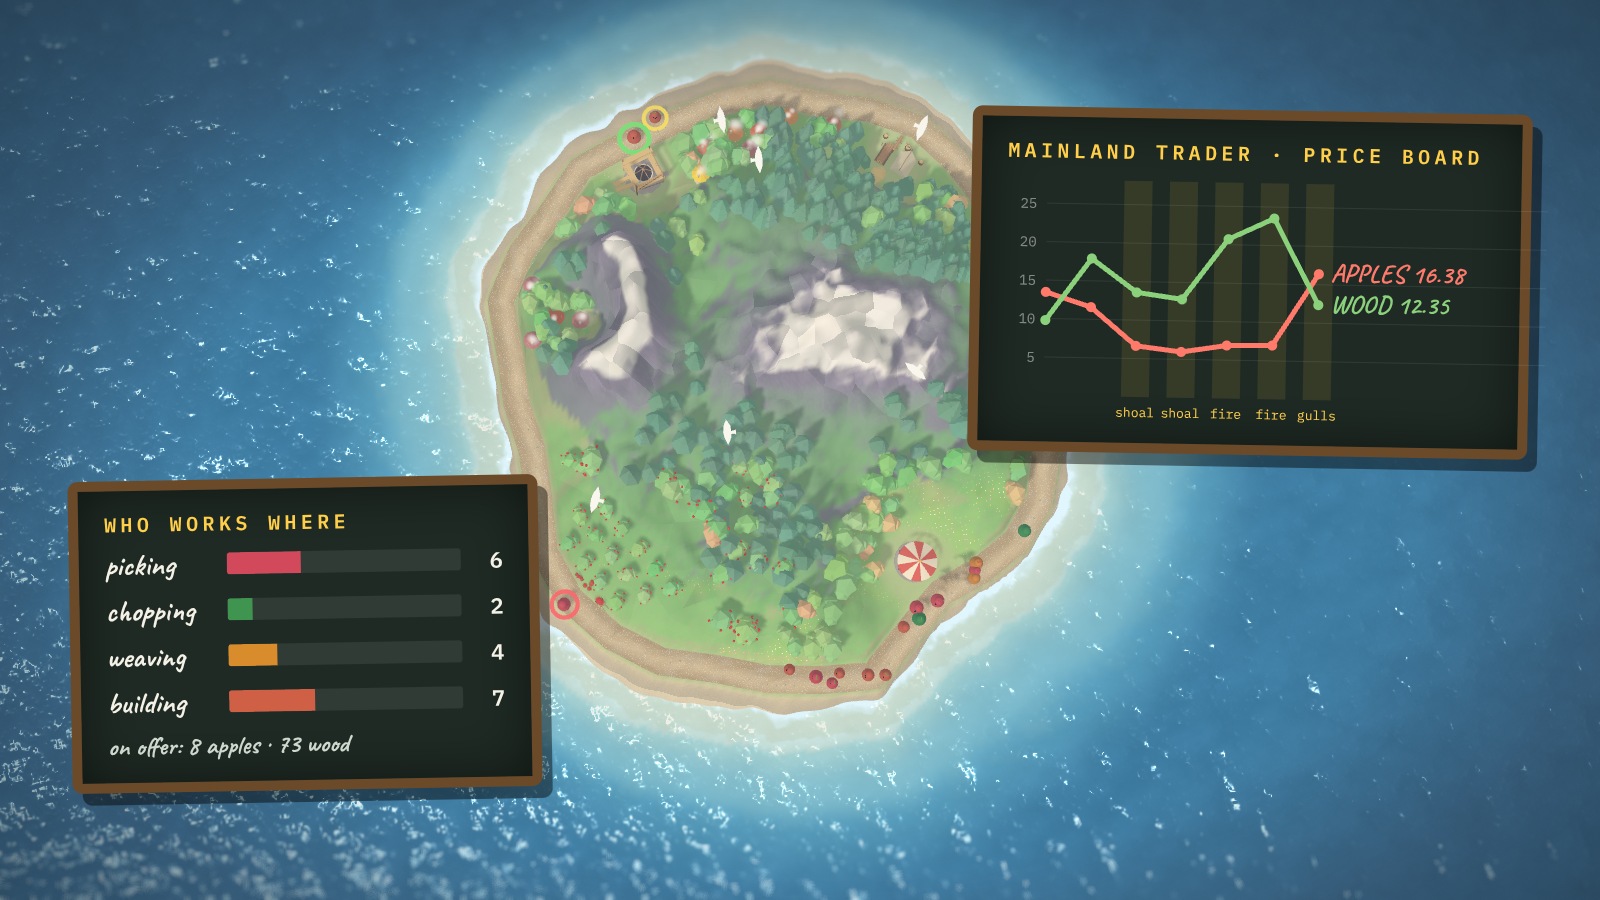 MAINLAND TRADER · PRICE BOARD
25
20
15
10
5
APPLES 16.38
WOOD 12.35
shoal shoal fire fire gulls
WHO WORKS WHERE
picking 6
chopping 2
weaving 4
building 7
on offer: 8 apples · 73 wood